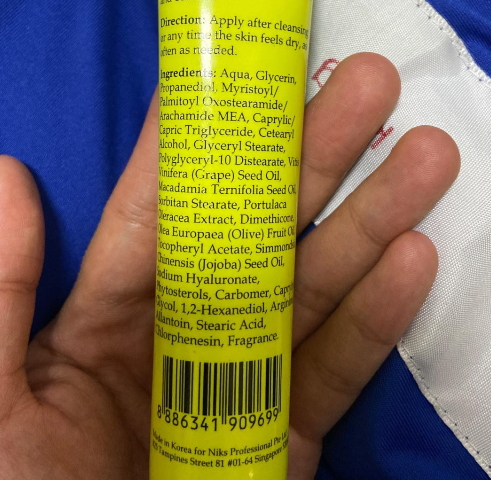 Direction: Apply after cleansing
or any time the skin feels dry, as
often as needed.
Ingredients: Aqua, Glycerin,
Propanediol, Myristoyl/
Palmitoyl Oxostearamide/
Arachamide MEA, Caprylic/
Capric Triglyceride, Cetearyl
Alcohol, Glyceryl Stearate,
Polyglyceryl-10 Distearate,
Vinifera (Grape) Seed Oil,
Macadamia Ternifolia Seed Oil,
Sorbitan Stearate, Portulaca
Oleracea Extract, Dimethicone,
Olea Europaea (Olive) Fruit Oil,
Tocopheryl Acetate,
Chinensis (Jojoba) Seed Oil,
Sodium Hyaluronate,
Phytosterols, Carbomer,
Glycol, 1,2-Hexanediol,
Allantoin, Stearic Acid,
Chlorphenesin, Fragrance.
8 886341 909699
Made in Korea for Niks Professional Pte
Tampines Street 81 #01-64 Singapore